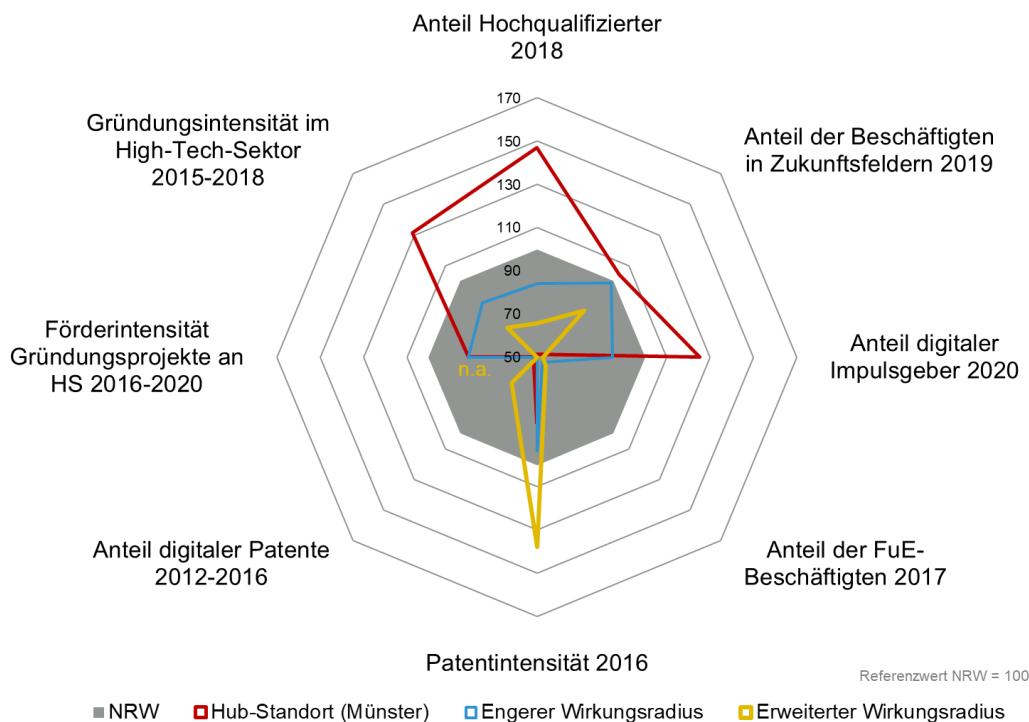 Anteil Hochqualifizierter
2018
Gründungsintensität im
High-Tech-Sektor
2015-2018
Anteil der Beschäftigten
in Zukunftsfeldern 2019
170
150
130
110
90
70
50
n.a.
Förderintensität
Gründungsprojekte an
HS 2016-2020
Anteil digitaler
Impulsgeber 2020
Anteil digitaler Patente
2012-2016
Anteil der FuE-
Beschäftigten 2017
Patentintensität 2016
Referenzwert NRW = 100
NRW
Hub-Standort (Münster)
Engerer Wirkungsradius
Erweiterter Wirkungsradius